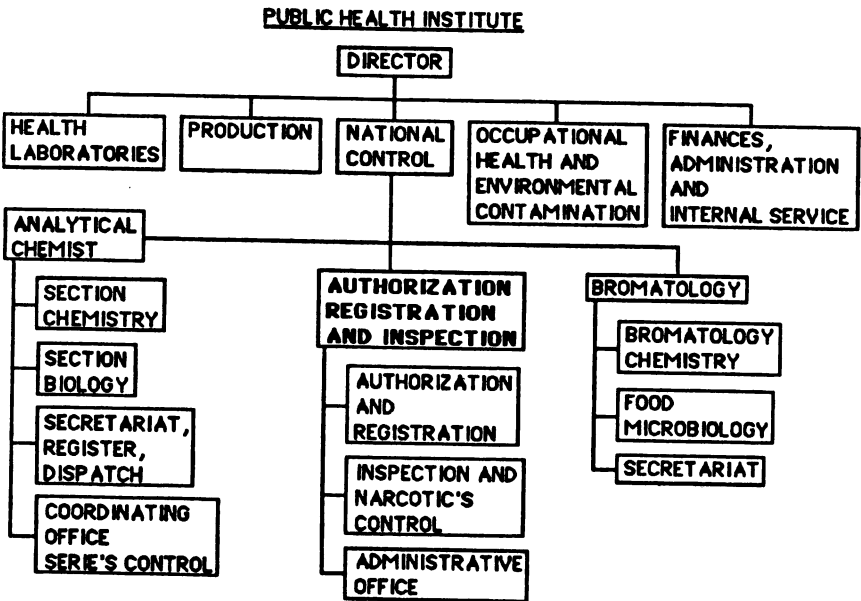 PUBLIC HEALTH INSTITUTE
DIRECTOR
HEALTH
LABORATORIES
PRODUCTION
NATIONAL
CONTROL
OCCUPATIONAL
HEALTH AND
ENVIRONMENTAL
CONTAMINATION
FINANCES,
ADMINISTRATION
AND
INTERNAL SERVICE
ANALYTICAL
CHEMIST
SECTION
CHEMISTRY
SECTION
BIOLOGY
SECRETARIAT,
REGISTER,
DISPATCH
COORDINATING
OFFICE
SERIE'S CONTROL
AUTHORIZATION
REGISTRATION
AND INSPECTION
AUTHORIZATION
AND
REGISTRATION
INSPECTION AND
NARCOTIC'S
CONTROL
ADMINISTRATIVE
OFFICE
BROMATOLOGY
BROMATOLOGY
CHEMISTRY
FOOD
MICROBIOLOGY
SECRETARIAT